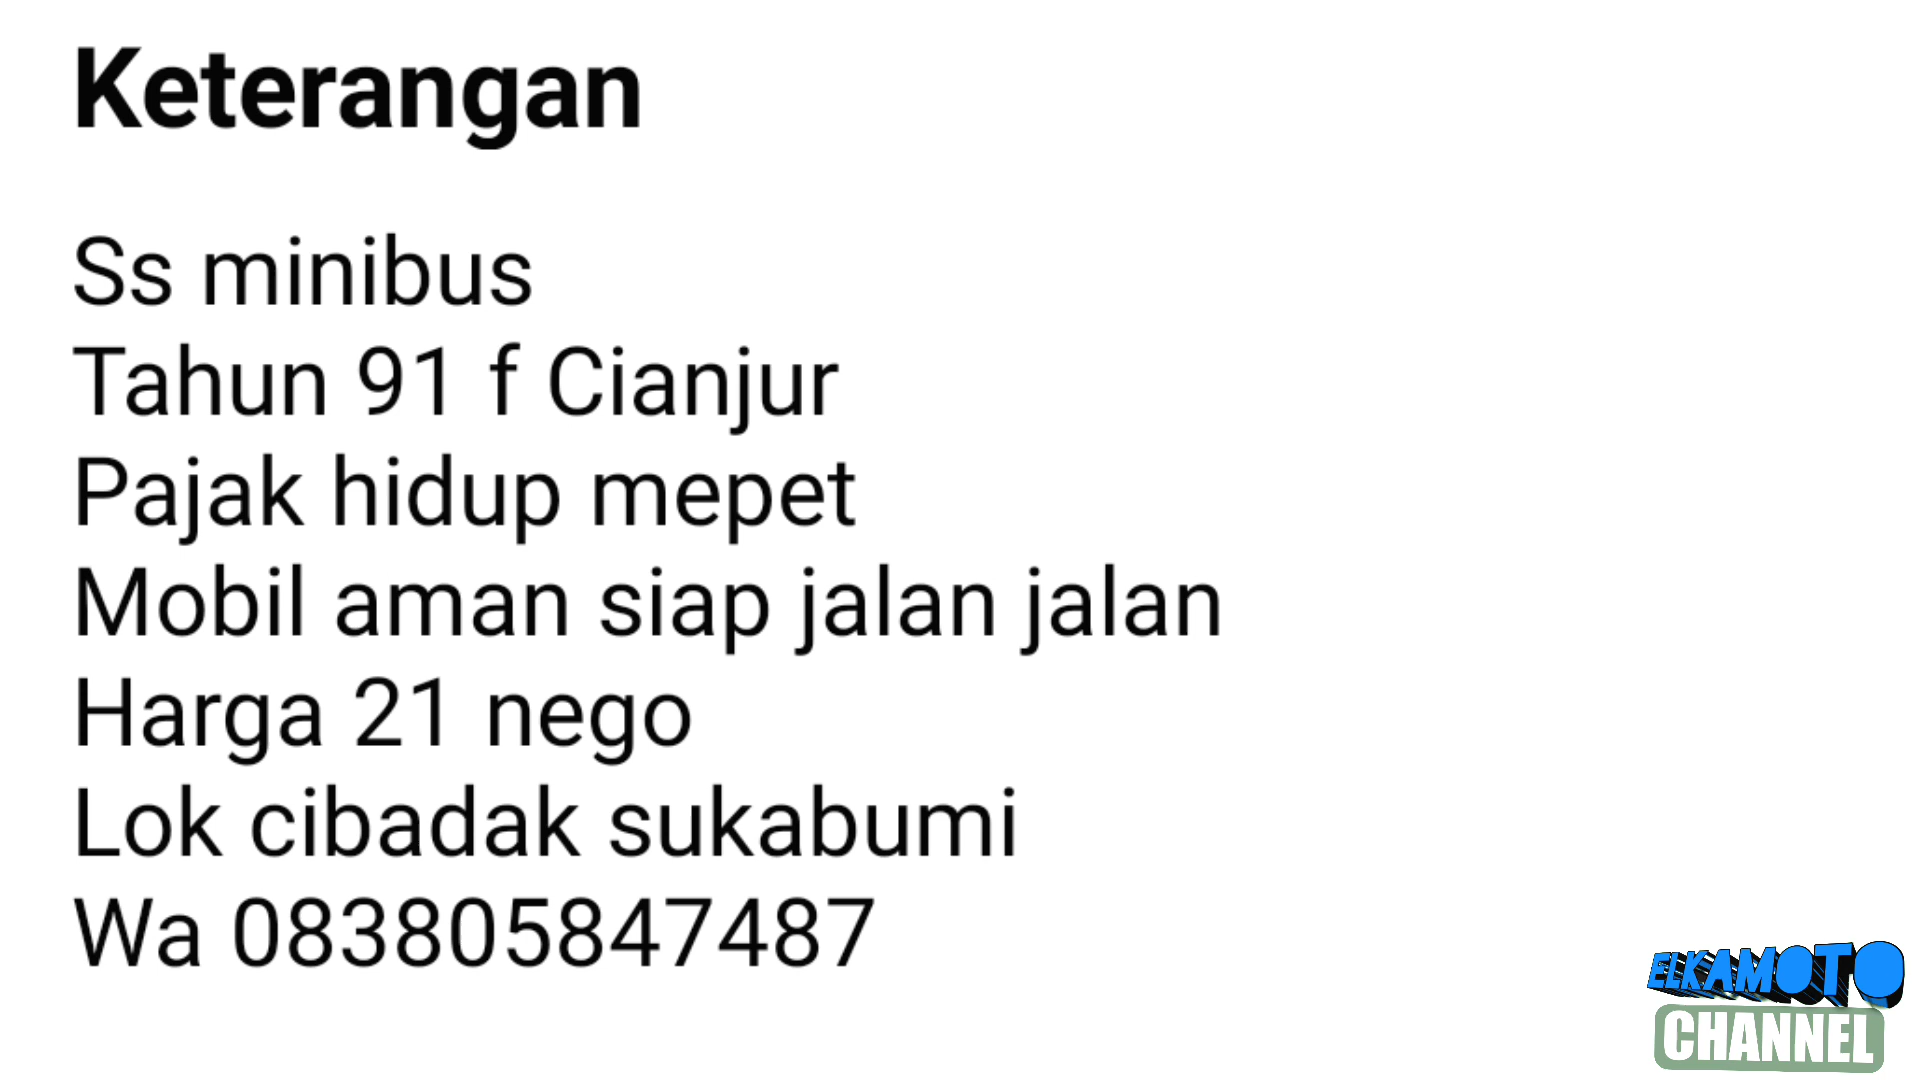 Keterangan
Ss minibus
Tahun 91 f Cianjur
Pajak hidup mepet
Mobil aman siap jalan jalan
Harga 21 nego
Lok cibadak sukabumi
Wa 083805847487
ELKAMOTO
CHANNEL